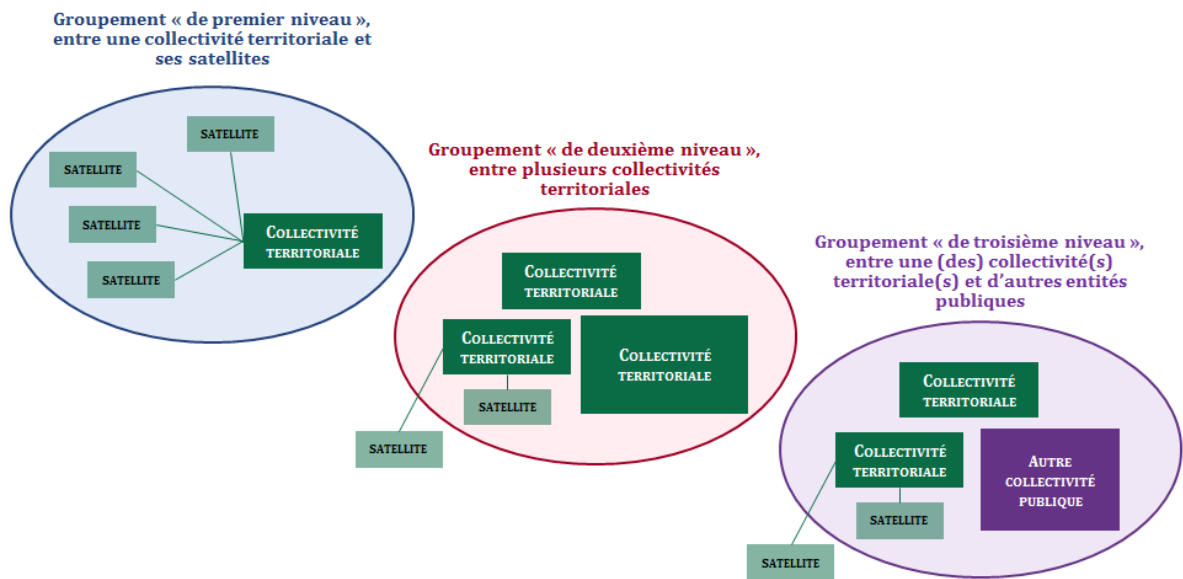 Groupement « de premier niveau »,
entre une collectivité territoriale et
ses satellites
SATELLITE
SATELLITE
SATELLITE
SATELLITE
COLLECTIVITÉ
TERRITORIALE
Groupement « de deuxième niveau »,
entre plusieurs collectivités
territoriales
COLLECTIVITÉ
TERRITORIALE
COLLECTIVITÉ
TERRITORIALE
COLLECTIVITÉ
TERRITORIALE
SATELLITE
SATELLITE
Groupement « de troisième niveau »,
entre une (des) collectivité(s)
territoriale(s) et d’autres entités
publiques
COLLECTIVITÉ
TERRITORIALE
COLLECTIVITÉ
TERRITORIALE
AUTRE
COLLECTIVITÉ
PUBLIQUE
SATELLITE
SATELLITE